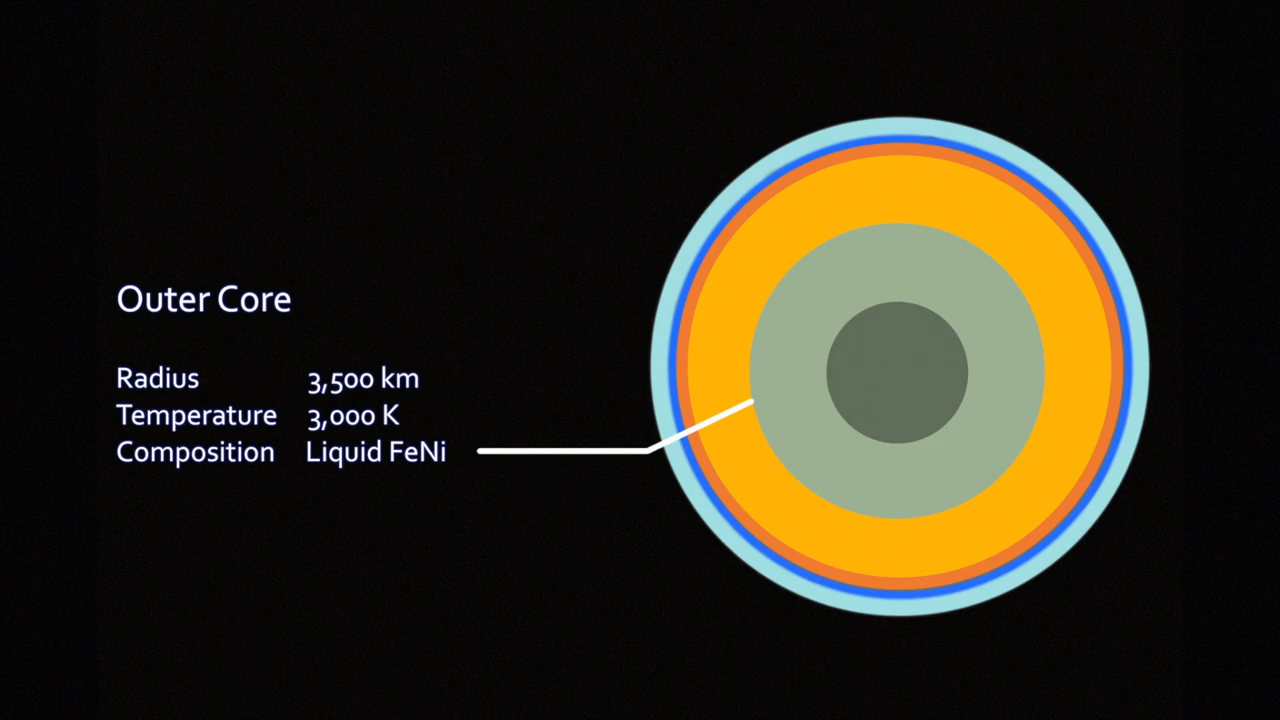 Outer Core
Radius 3,500 km
Temperature 3,000 K
Composition Liquid FeNi